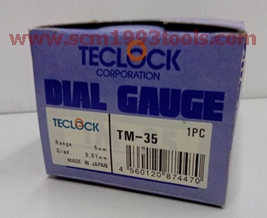 www.scm1993tools.com
TECLOCK
CORPORATION
DIAL GAUGE
TECLOCK TM-35 1PC
Range 5mm
Grad. 0.01mm
MADE IN JAPAN
4 560120 874470